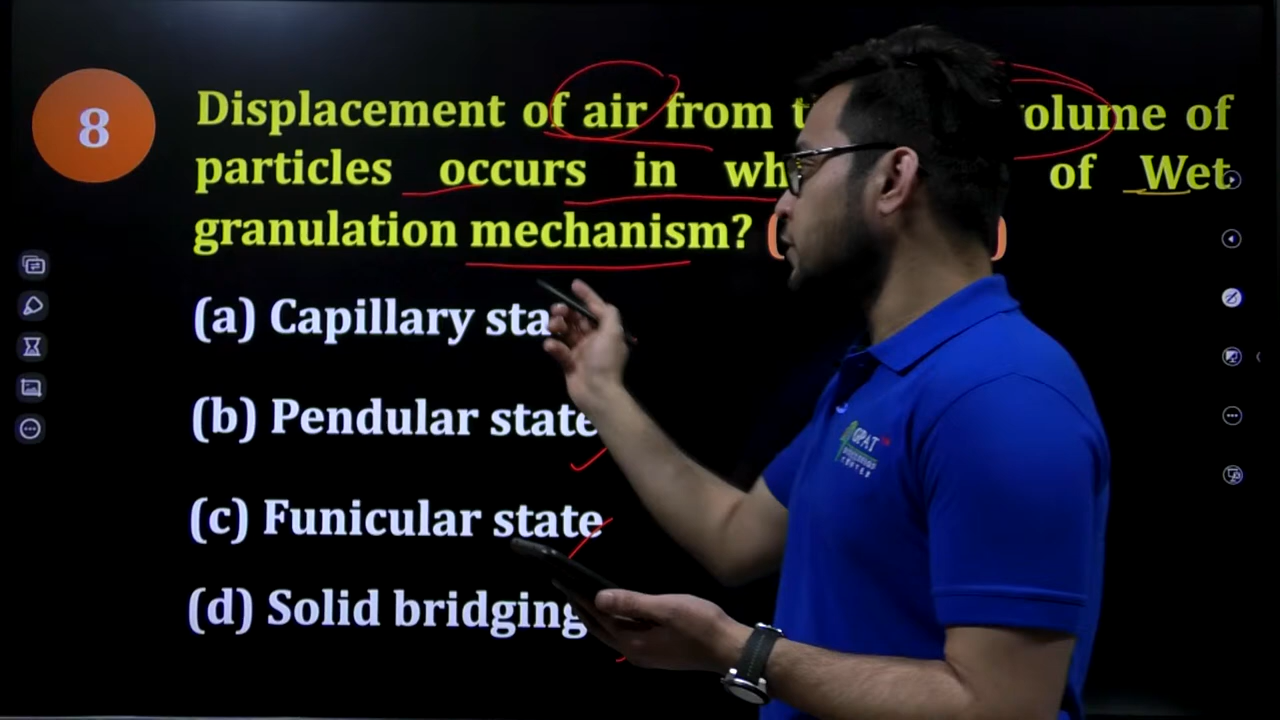 8
Displacement of air from olume of
particles occurs in of Wet
granulation mechanism?
(a) Capillary sta
(b) Pendular state
(c) Funicular state
(d) Solid bridging
GPAT